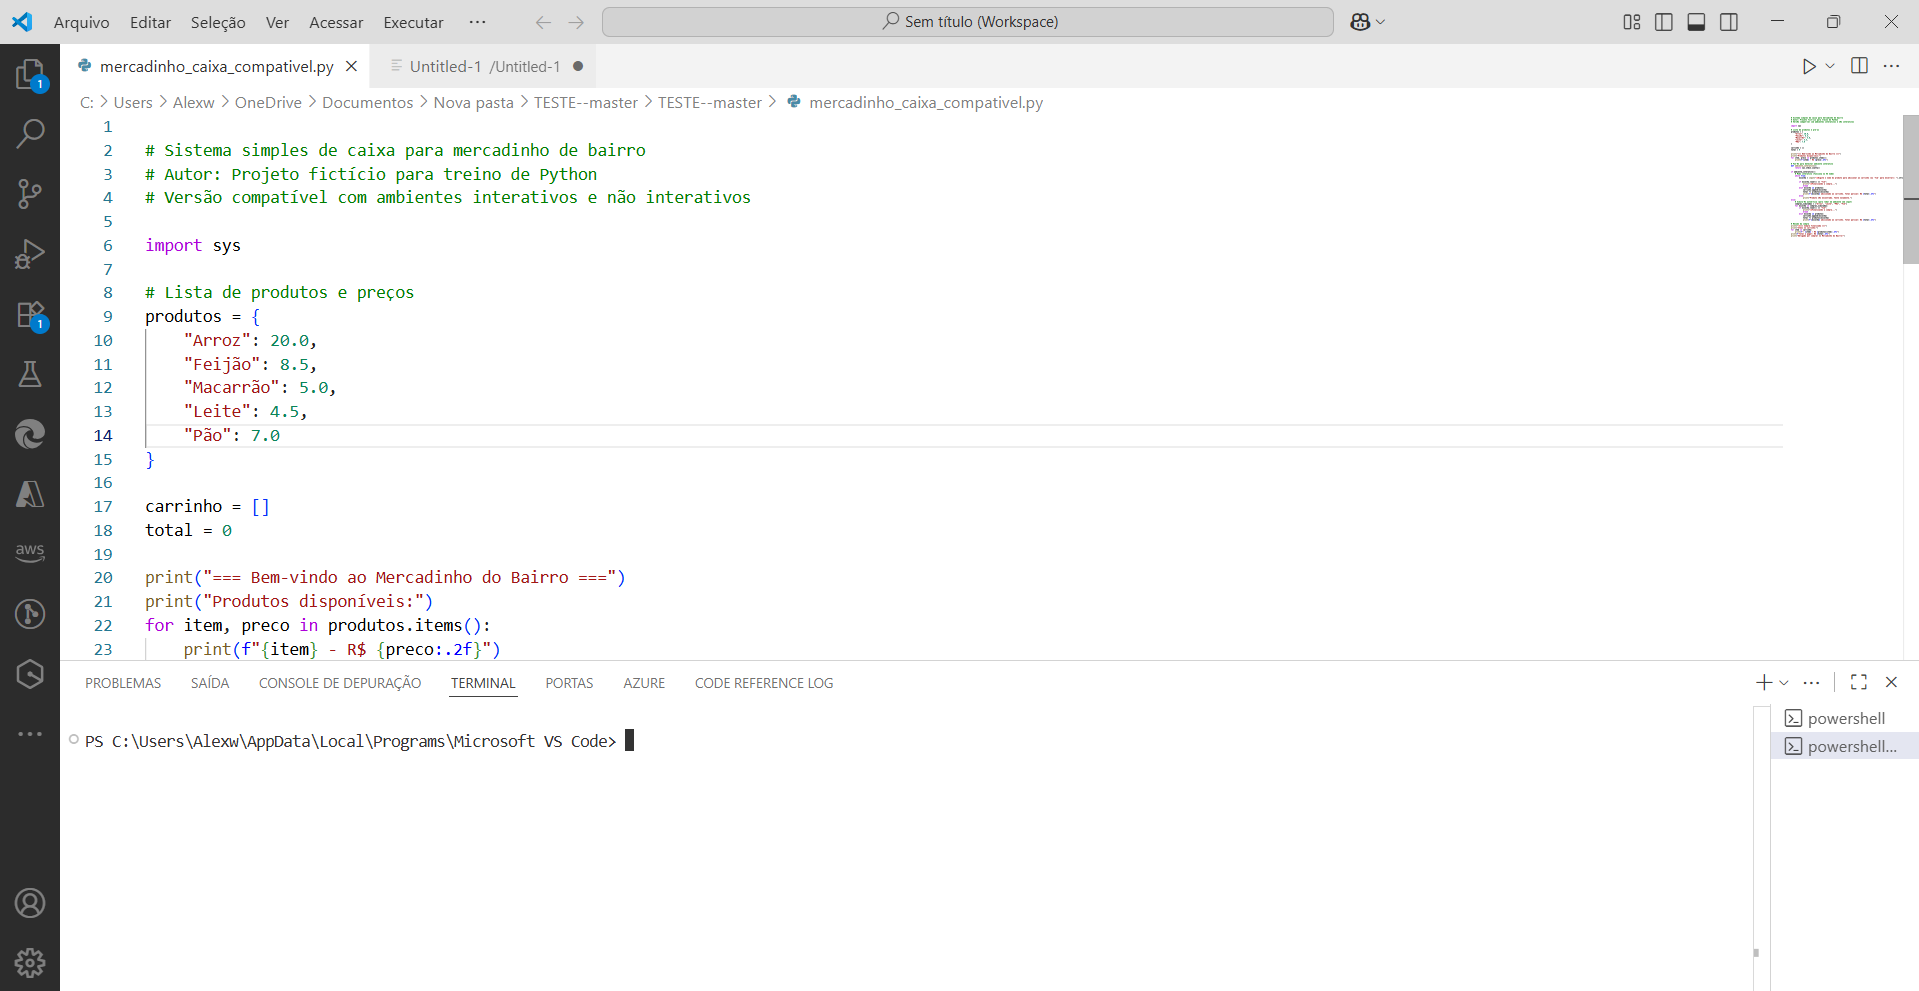 Arquivo Editar Seleção Ver Acessar Executar ··· Sem título (Workspace)
mercadinho_caixa_compativel.py Untitled-1 /Untitled-1
C: > Users > Alexw > OneDrive > Documentos > Nova pasta > TESTE--master > TESTE--master > mercadinho_caixa_compativel.py
1
2 # Sistema simples de caixa para mercadinho de bairro
3 # Autor: Projeto fictício para treino de Python
4 # Versão compatível com ambientes interativos e não interativos
5
6 import sys
7
8 # Lista de produtos e preços
9 produtos = {
10 "Arroz": 20.0,
11 "Feijão": 8.5,
12 "Macarrão": 5.0,
13 "Leite": 4.5,
14 "Pão": 7.0
15 }
16
17 carrinho = []
18 total = 0
19
20 print("=== Bem-vindo ao Mercadinho do Bairro ===")
21 print("Produtos disponíveis:")
22 for item, preco in produtos.items():
23 print(f"{item} - R$ {preco:.2f}")
1
1
aws
PROBLEMAS SAÍDA CONSOLE DE DEPURAÇÃO TERMINAL PORTAS AZURE CODE REFERENCE LOG
PS C:\Users\Alexw\AppData\Local\Programs\Microsoft VS Code>
powershell
powershell...